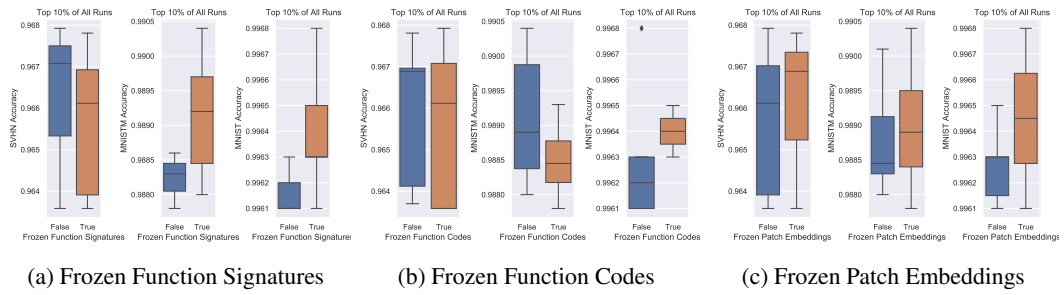 Top 10% of All Runs
0.968
0.967
0.966
0.965
0.964
SVHN Accuracy
False True
Frozen Function Signatures
Top 10% of All Runs
0.9905
0.9900
0.9895
0.9890
0.9885
0.9880
MNISTM Accuracy
False True
Frozen Function Signatures
Top 10% of All Runs
0.9968
0.9966
0.9965
0.9964
0.9963
0.9962
0.9961
MNIST Accuracy
False True
Frozen Function Signatures
(a) Frozen Function Signatures
Top 10% of All Runs
0.968
0.967
0.966
0.965
0.964
SVHN Accuracy
False True
Frozen Function Codes
Top 10% of All Runs
0.9905
0.9900
0.9895
0.9890
0.9885
0.9880
MNISTM Accuracy
False True
Frozen Function Codes
Top 10% of All Runs
0.9968
0.9966
0.9965
0.9964
0.9963
0.9962
0.9961
MNIST Accuracy
False True
Frozen Function Codes
(b) Frozen Function Codes
Top 10% of All Runs
0.968
0.967
0.966
0.965
0.964
SVHN Accuracy
False True
Frozen Patch Embeddings
Top 10% of All Runs
0.9905
0.9900
0.9895
0.9890
0.9885
0.9880
MNISTM Accuracy
False True
Frozen Patch Embeddings
Top 10% of All Runs
0.9968
0.9966
0.9965
0.9964
0.9963
0.9962
0.9961
MNIST Accuracy
False True
Frozen Patch Embeddings
(c) Frozen Patch Embeddings